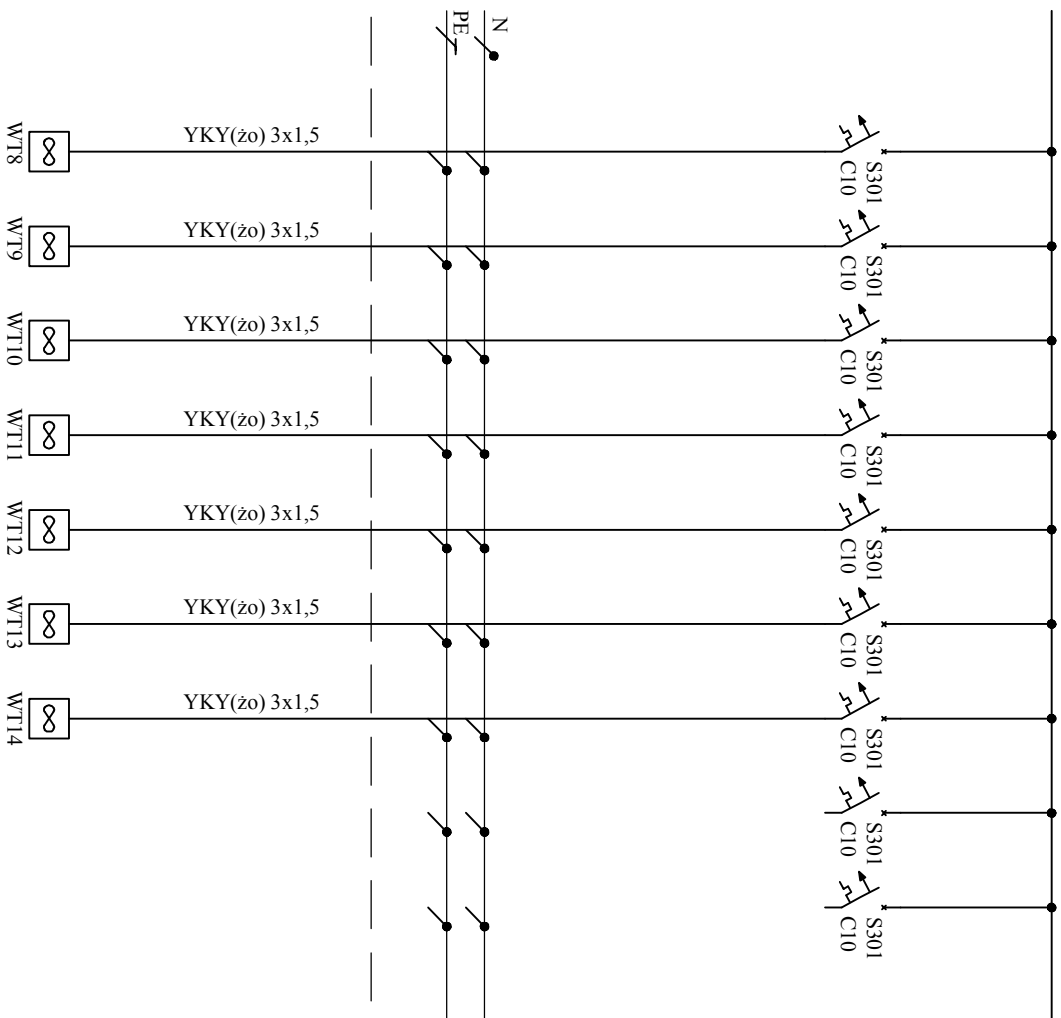 N
PE
YKY(żo) 3x1,5
S301
C10
WT8
YKY(żo) 3x1,5
S301
C10
WT9
YKY(żo) 3x1,5
S301
C10
WT10
YKY(żo) 3x1,5
S301
C10
WT11
YKY(żo) 3x1,5
S301
C10
WT12
YKY(żo) 3x1,5
S301
C10
WT13
YKY(żo) 3x1,5
S301
C10
WT14
S301
C10
S301
C10